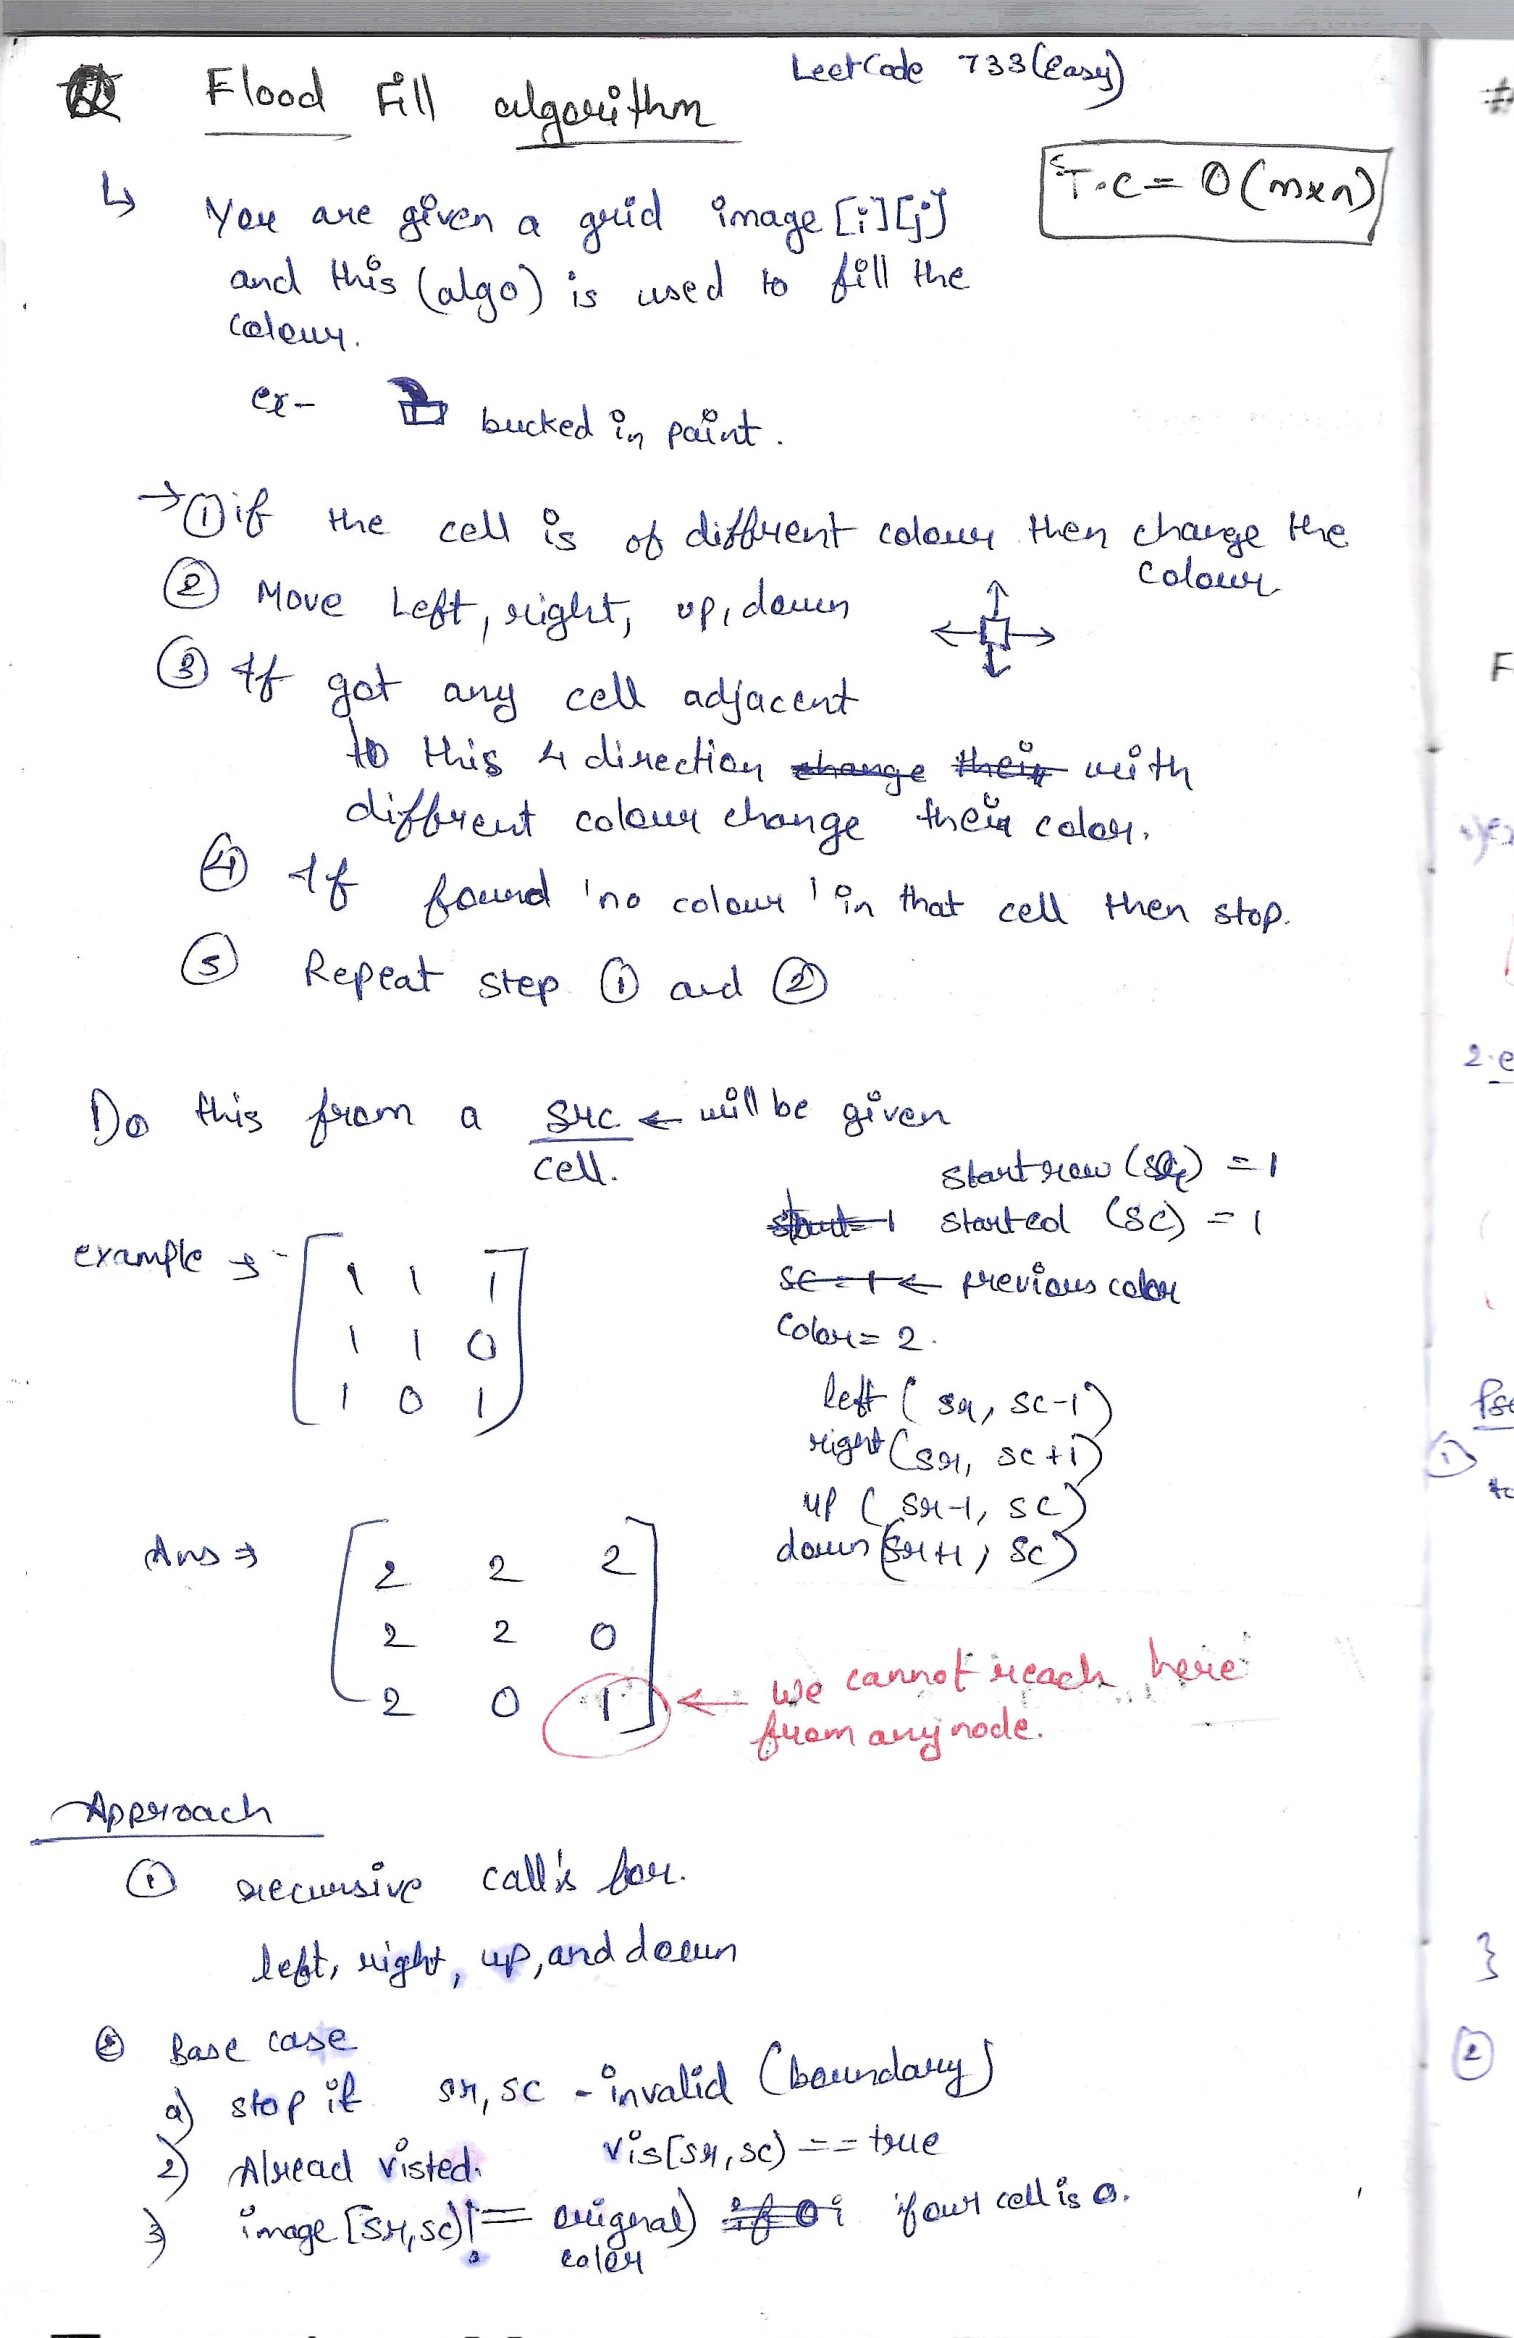 LeetCode 733 (Easy)
Q Flood Fill algorithm
T.C = O(m×n)
↳ You are given a grid image [i][j]
and this (algo) is used to fill the
colour.
ex- bucked in paint.
→ ① if the cell is of different colour then change the
colour
② Move Left, right, up, down
③ If got any cell adjacent
to this 4 direction change their with
different colour change their color.
④ If found 'no colour' in that cell then stop.
⑤ Repeat step ① and ②
Do this from a src ← will be given
cell.
startrow (sr) = 1
start = 1 startcol (sc) = 1
example → 1 1 1
sc = 1 ← previous color
1 1 0
color = 2.
1 0 1
left (sr, sc-1)
right (sr, sc+1)
up (sr-1, sc)
down (sr+1, sc)
Ans ⇒ 2 2 2
2 2 0
2 0 1 ← we cannot reach here
from any node.
Approach
① recursive call's for.
left, right, up, and down
② Base case
a) stop if sr, sc - invalid (boundary)
2) Alread visted. vis[sr, sc) == true
3) image [sr, sc) != original) if 0 if our cell is 0.
color
#
F
2.
①
}
②